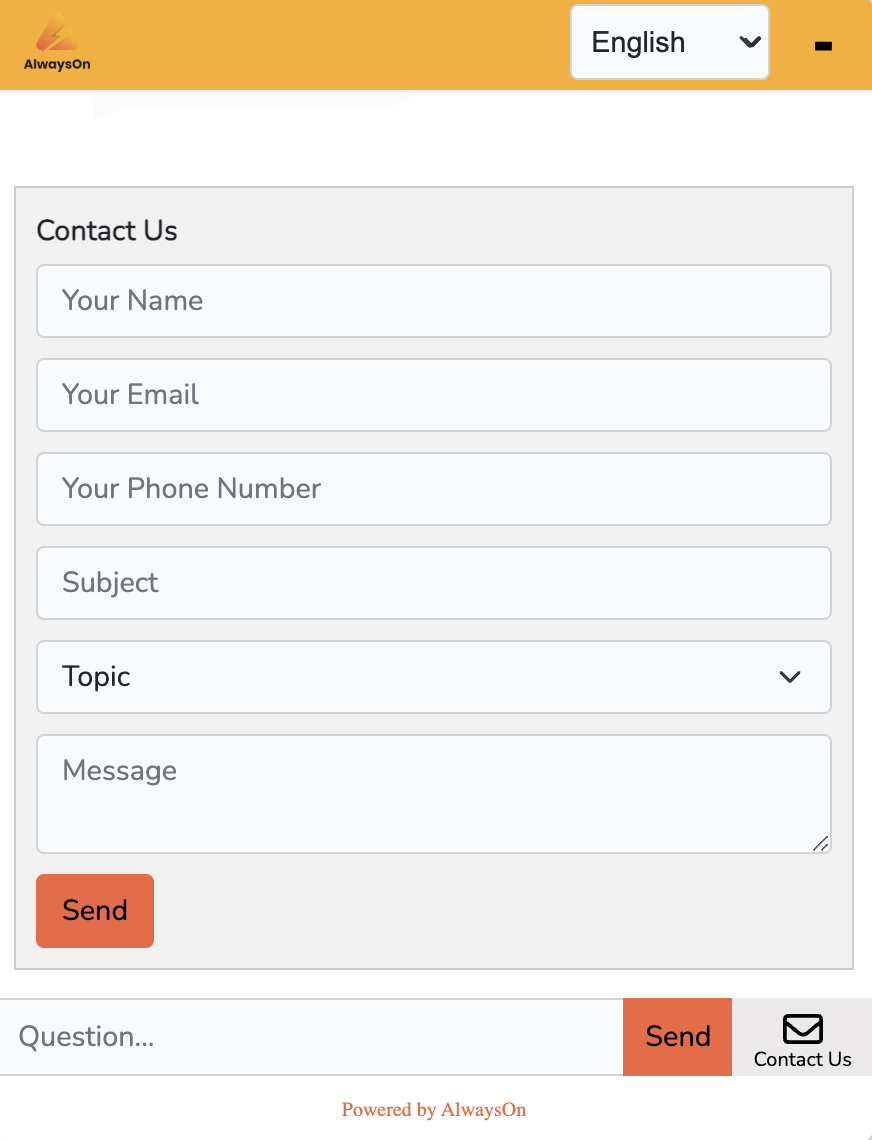 AlwaysOn
English
Contact Us
Your Name
Your Email
Your Phone Number
Subject
Topic
Message
Send
Question...
Send
Contact Us
Powered by AlwaysOn